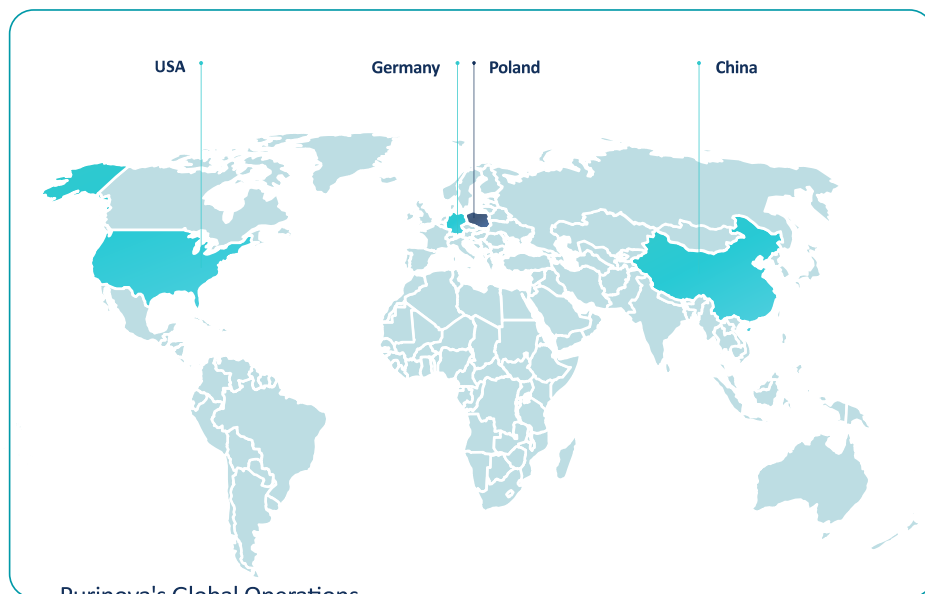 USA
Germany
Poland
China
Purinova's Global Operations